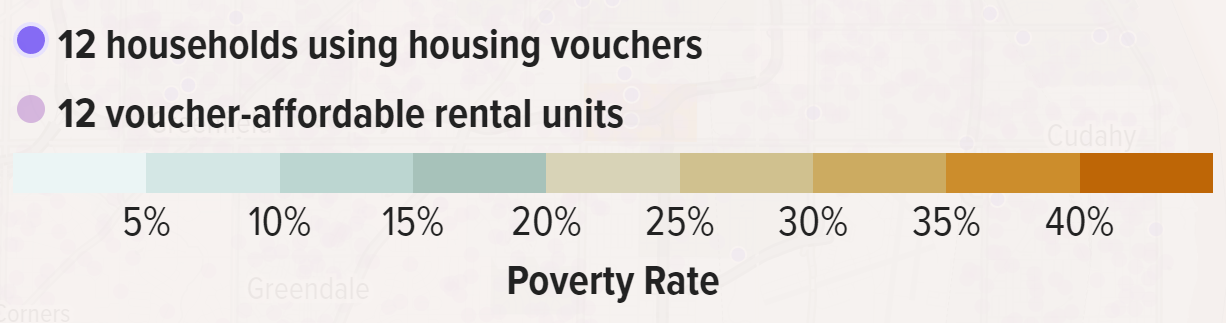 12 households using housing vouchers
12 voucher-affordable rental units
Greenfield
Cudahy
5% 10% 15% 20% 25% 30% 35% 40%
Poverty Rate
Greendale
Corners